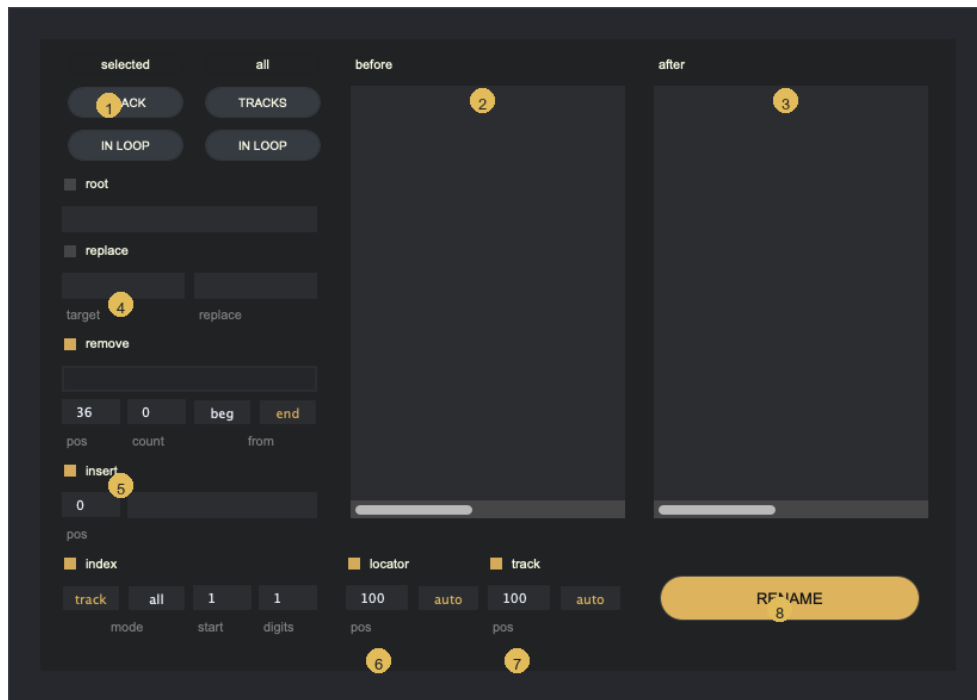 selected all before after
1 ACK TRACKS 2 3
IN LOOP IN LOOP
root
replace
4
target replace
remove
36 0 beg end
pos count from
insert
5
0
pos
index locator track
track all 1 1 100 auto 100 auto RENAME
8
mode start digits pos pos
6 7